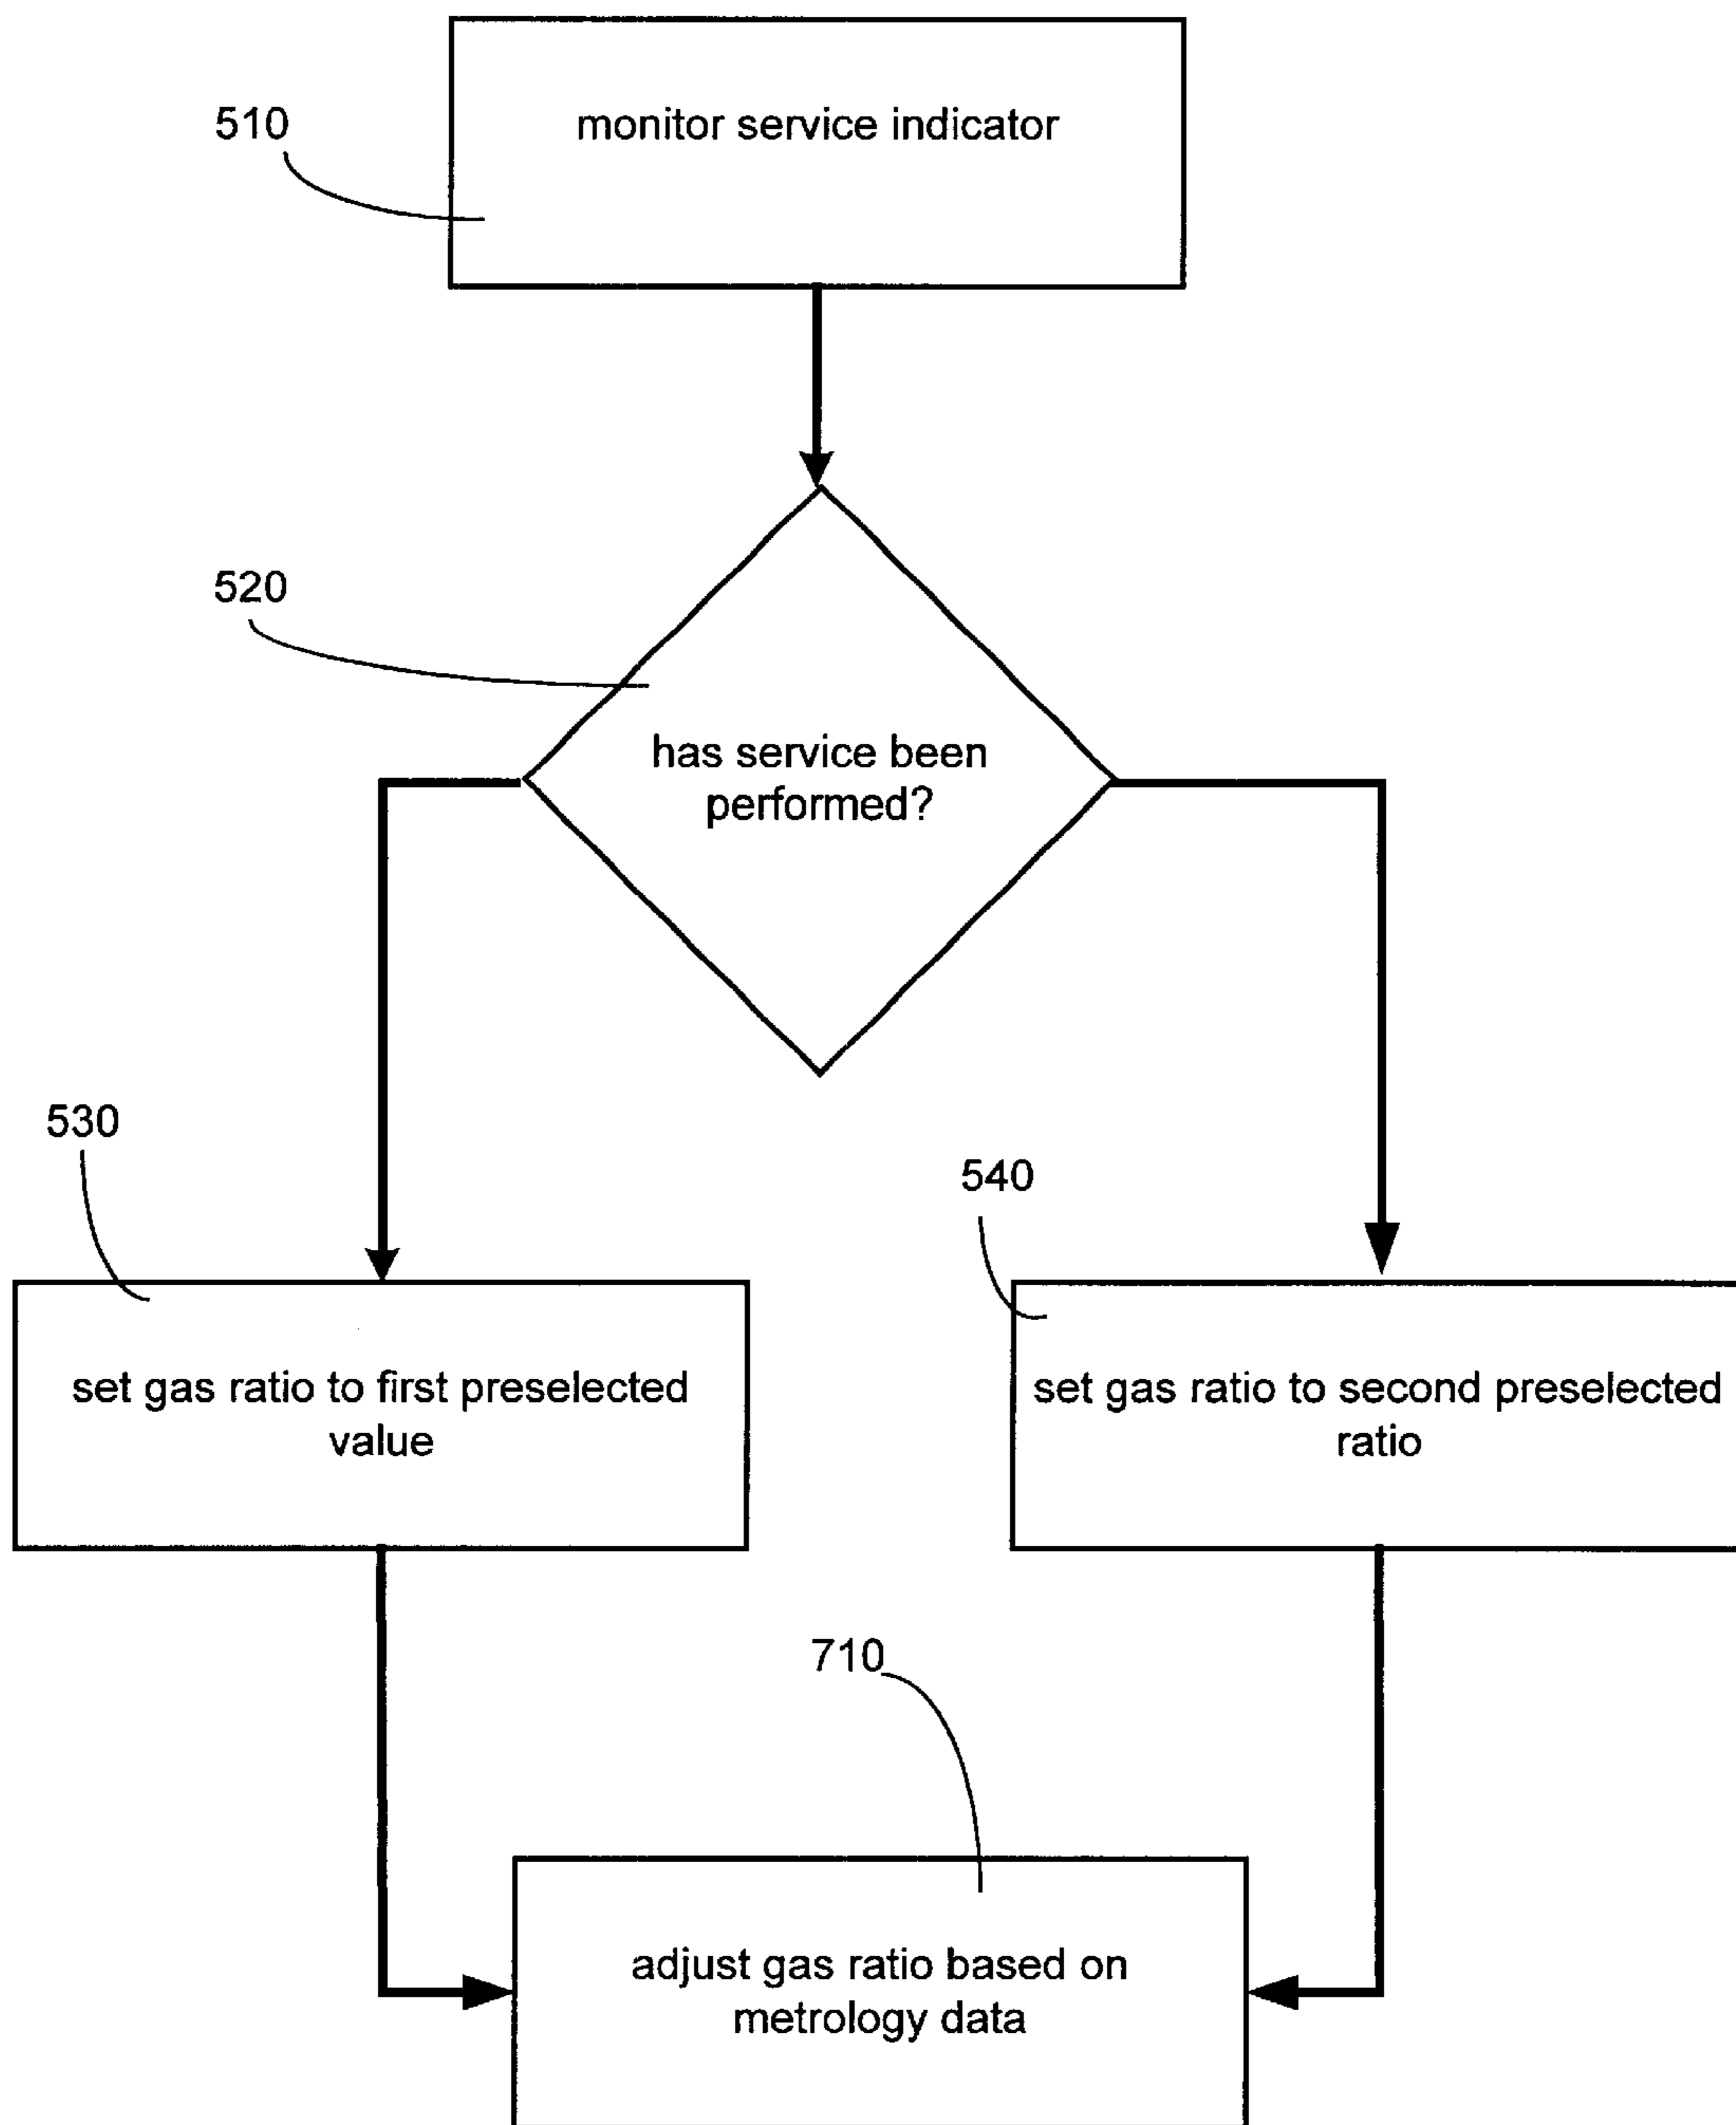 510
monitor service indicator
520
has service been
performed?
530
540
set gas ratio to first preselected
value
set gas ratio to second preselected
ratio
710
adjust gas ratio based on
metrology data